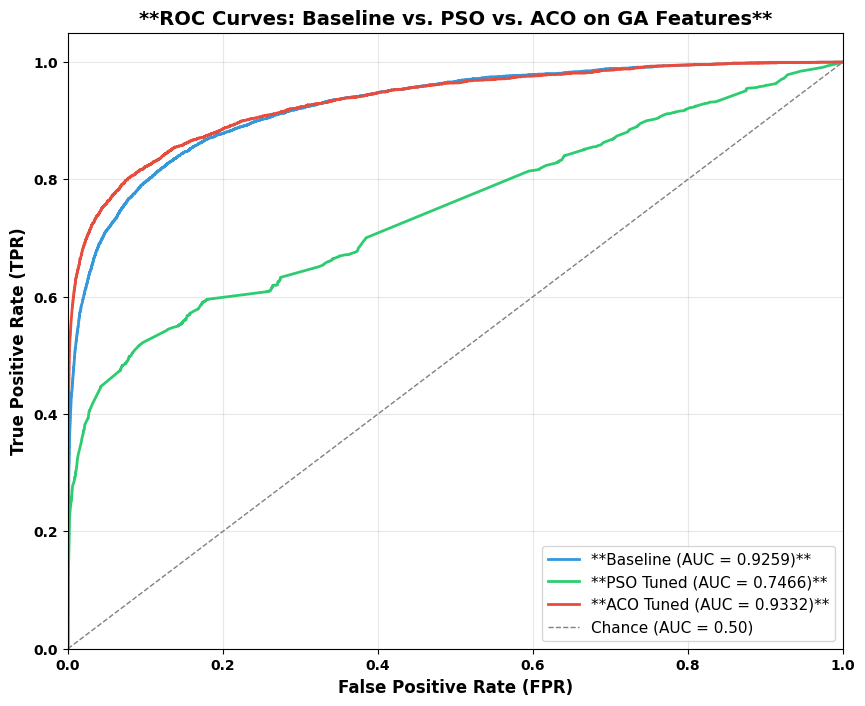 **ROC Curves: Baseline vs. PSO vs. ACO on GA Features**
True Positive Rate (TPR)
1.0
0.8
0.6
0.4
0.2
0.0
**Baseline (AUC = 0.9259)**
**PSO Tuned (AUC = 0.7466)**
**ACO Tuned (AUC = 0.9332)**
Chance (AUC = 0.50)
0.0 0.2 0.4 0.6 0.8 1.0
False Positive Rate (FPR)